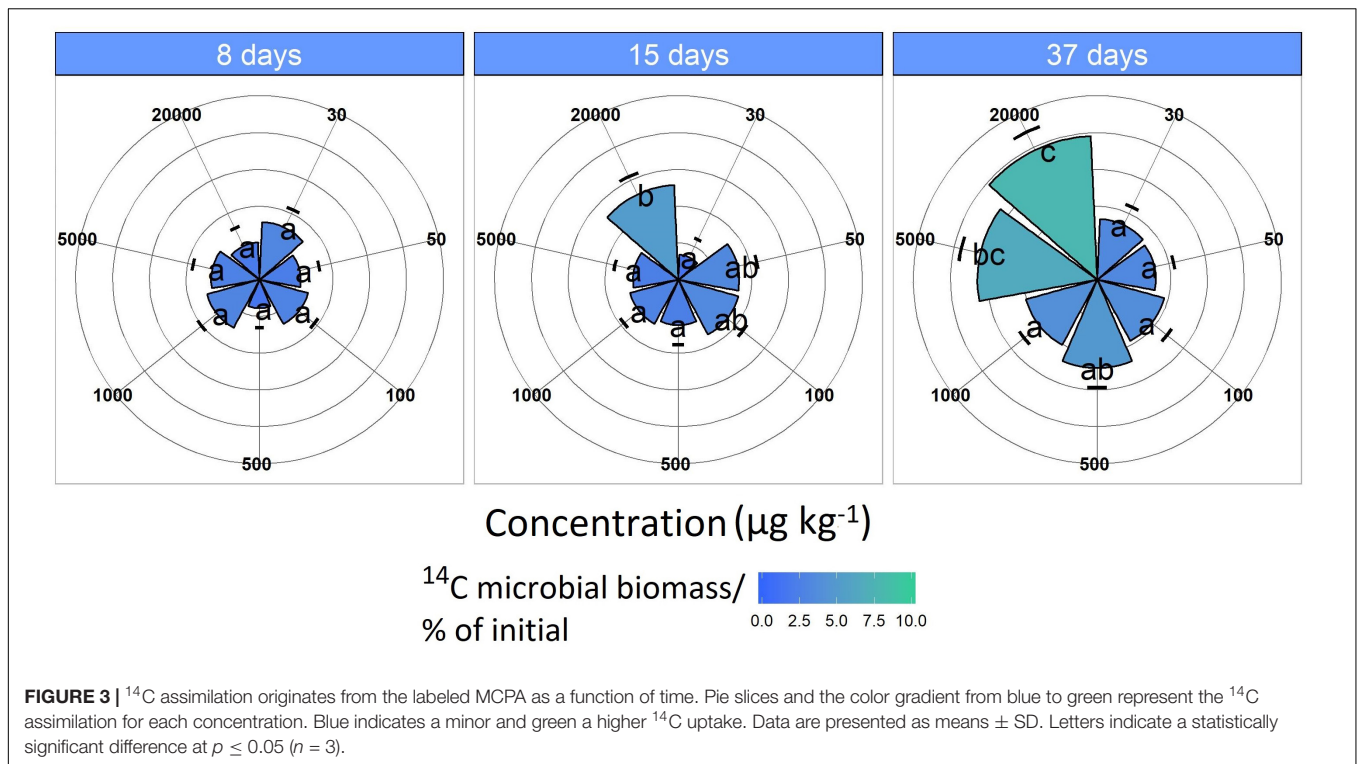 8 days
15 days
37 days
20000
30
5000
50
1000
100
500
a
a
a
a
a
a
a
20000
30
5000
50
1000
100
500
b
a
a
ab
a
ab
a
20000
30
5000
50
1000
100
500
c
a
bc
a
a
a
ab
Concentration (µg kg⁻¹)
¹⁴C microbial biomass/
% of initial
0.0 2.5 5.0 7.5 10.0
FIGURE 3 | ¹⁴C assimilation originates from the labeled MCPA as a function of time. Pie slices and the color gradient from blue to green represent the ¹⁴C
assimilation for each concentration. Blue indicates a minor and green a higher ¹⁴C uptake. Data are presented as means ± SD. Letters indicate a statistically
significant difference at p ≤ 0.05 (n = 3).